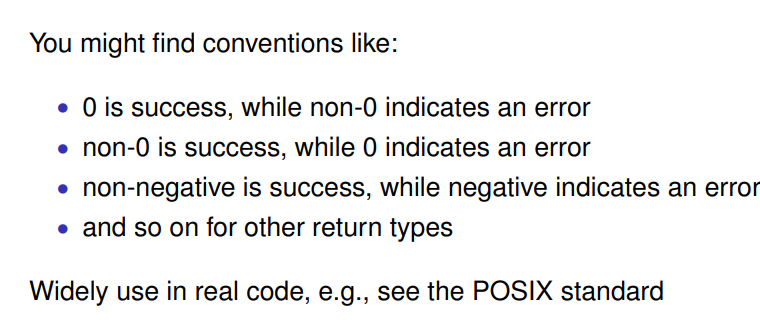 You might find conventions like:
• 0 is success, while non-0 indicates an error
• non-0 is success, while 0 indicates an error
• non-negative is success, while negative indicates an error
• and so on for other return types
Widely use in real code, e.g., see the POSIX standard